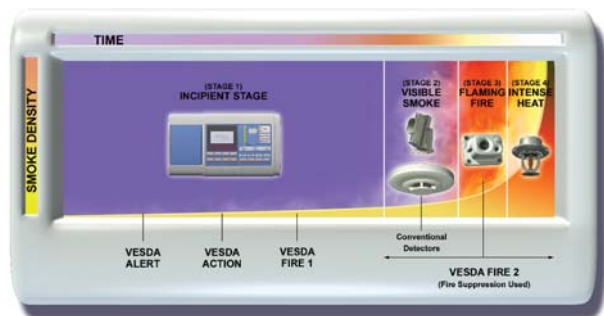 TIME
SMOKE DENSITY
(STAGE 1)
INCIPIENT STAGE
(STAGE 2)
VISIBLE
SMOKE
(STAGE 3)
FLAMING
FIRE
(STAGE 4)
INTENSE
HEAT
VESDA
ALERT
VESDA
ACTION
VESDA
FIRE 1
Conventional
Detectors
VESDA FIRE 2
(Fire Suppression Used)